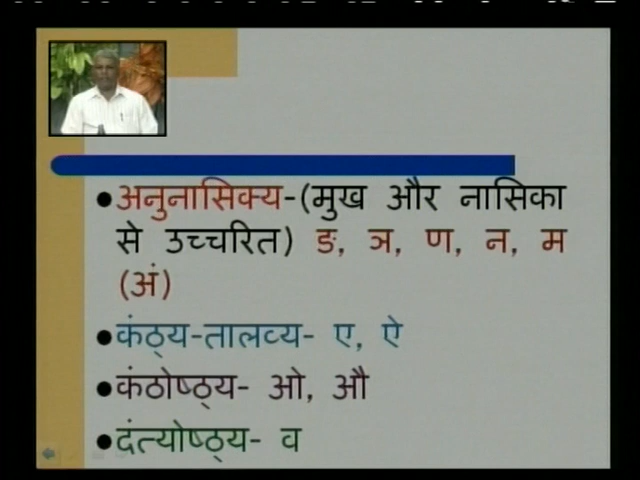 अनुनासिक्य-(मुख और नासिका
से उच्चरित) ङ, ञ, ण, न, म
(अं)
कंठ्य-तालव्य- ए, ऐ
कंठोष्ठ्य- ओ, औ
दंत्योष्ठ्य- व